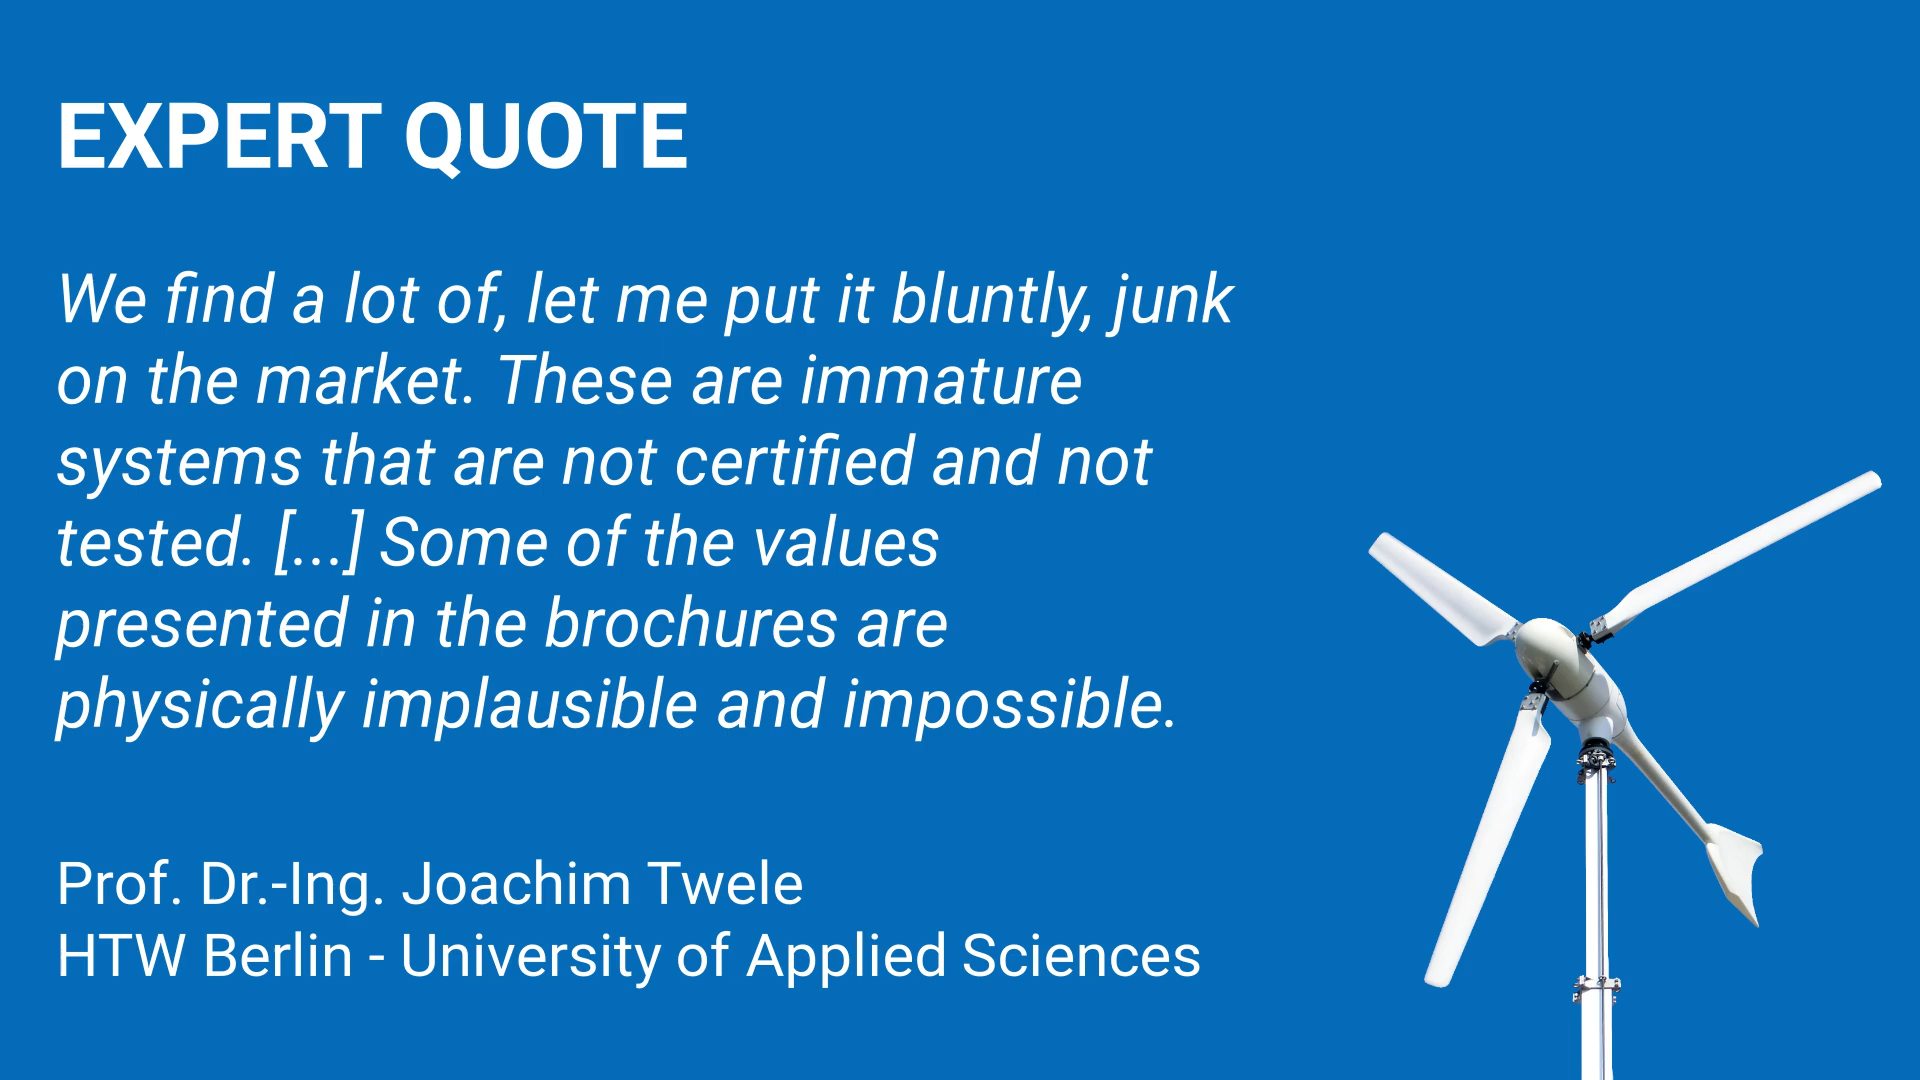 EXPERT QUOTE
We find a lot of, let me put it bluntly, junk
on the market. These are immature
systems that are not certified and not
tested. [...] Some of the values
presented in the brochures are
physically implausible and impossible.
Prof. Dr.-Ing. Joachim Twele
HTW Berlin - University of Applied Sciences